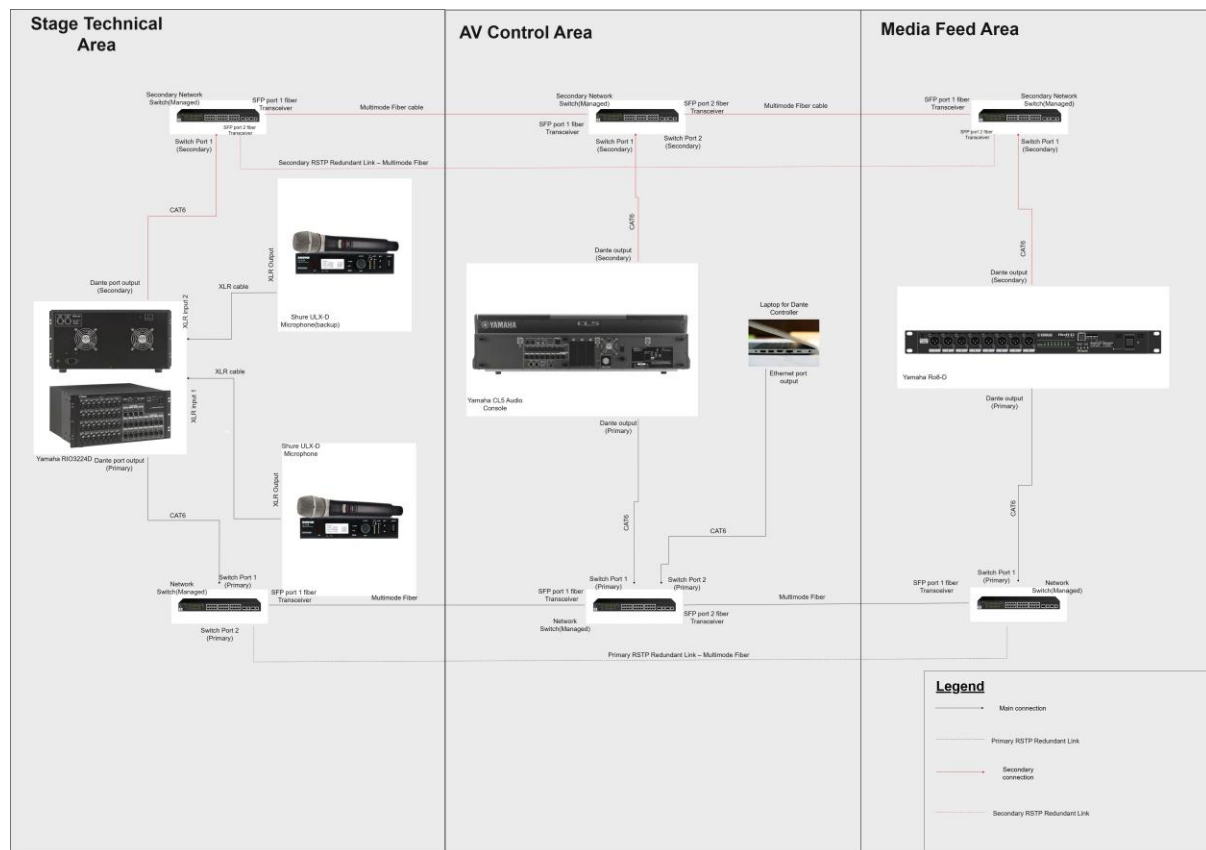 Stage Technical
Area
AV Control Area
Media Feed Area
Secondary Network
Switch(Managed)
SFP port 1 fiber
Transceiver
SFP port 2 fiber
Transceiver
Switch Port 1
(Secondary)
Multimode Fiber cable
Secondary Network
Switch(Managed)
SFP port 1 fiber
Transceiver
SFP port 2 fiber
Transceiver
Switch Port 1
(Secondary)
Switch Port 2
(Secondary)
Multimode Fiber cable
SFP port 1 fiber
Transceiver
Secondary Network
Switch(Managed)
SFP port 2 fiber
Transceiver
Switch Port 1
(Secondary)
Secondary RSTP Redundant Link – Multimode Fiber
CAT6
Dante port output
(Secondary)
XLR input 2
XLR cable
XLR Output
Shure ULX-D
Microphone(backup)
XLR cable
XLR input 1
Yamaha RIO3224D
Dante port output
(Primary)
CAT6
XLR Output
Shure ULX-D
Microphone
CAT6
Dante output
(Secondary)
YAMAHA
CL5
Yamaha CL5 Audio
Console
Dante output
(Primary)
CAT6
Laptop for Dante
Controller
Ethernet port
output
CAT6
CAT6
Dante output
(Secondary)
Yamaha Ro8-D
Dante output
(Primary)
CAT6
Network
Switch(Managed)
Switch Port 1
(Primary)
SFP port 1 fiber
Transceiver
Switch Port 2
(Primary)
Multimode Fiber
SFP port 1 fiber
Transceiver
Network
Switch(Managed)
Switch Port 1
(Primary)
Switch Port 2
(Primary)
SFP port 2 fiber
Transceiver
Multimode Fiber
SFP port 1 fiber
Transceiver
Switch Port 1
(Primary)
Network
Switch(Managed)
Primary RSTP Redundant Link – Multimode Fiber
Legend
Main connection
Primary RSTP Redundant Link
Secondary
connection
Secondary RSTP Redundant Link